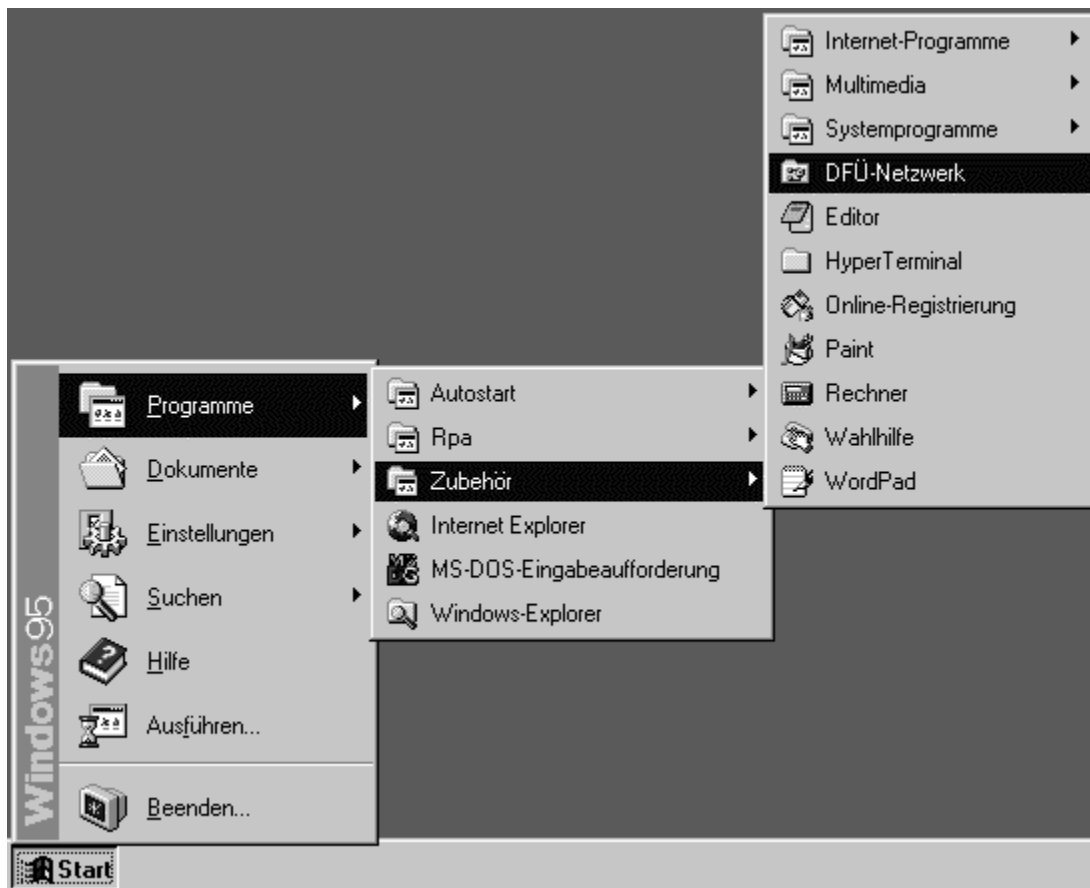 Internet-Programme
Multimedia
Systemprogramme
DFÜ-Netzwerk
Editor
HyperTerminal
Online-Registrierung
Paint
Rechner
Wahlhilfe
WordPad
Autostart
Rpa
Zubehör
Internet Explorer
MS-DOS-Eingabeaufforderung
Windows-Explorer
Programme
Dokumente
Einstellungen
Suchen
Hilfe
Ausführen...
Beenden...
Windows95
Start